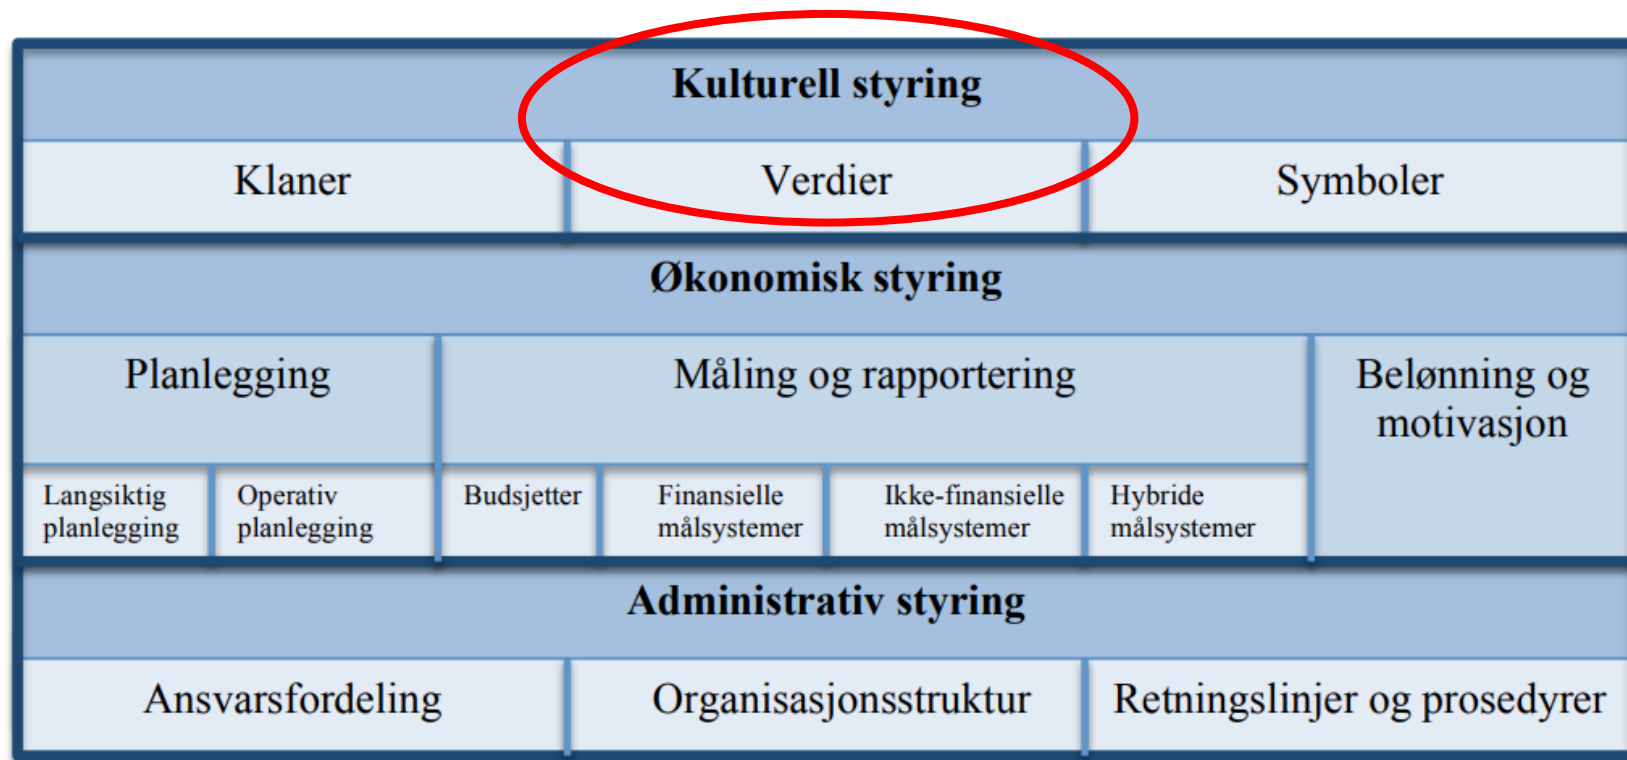 Kulturell styring
Klaner
Verdier
Symboler
Økonomisk styring
Planlegging
Måling og rapportering
Belønning og
motivasjon
Langsiktig
planlegging
Operativ
planlegging
Budsjetter
Finansielle
målsystemer
Ikke-finansielle
målsystemer
Hybride
målsystemer
Administrativ styring
Ansvarsfordeling
Organisasjonsstruktur
Retningslinjer og prosedyrer